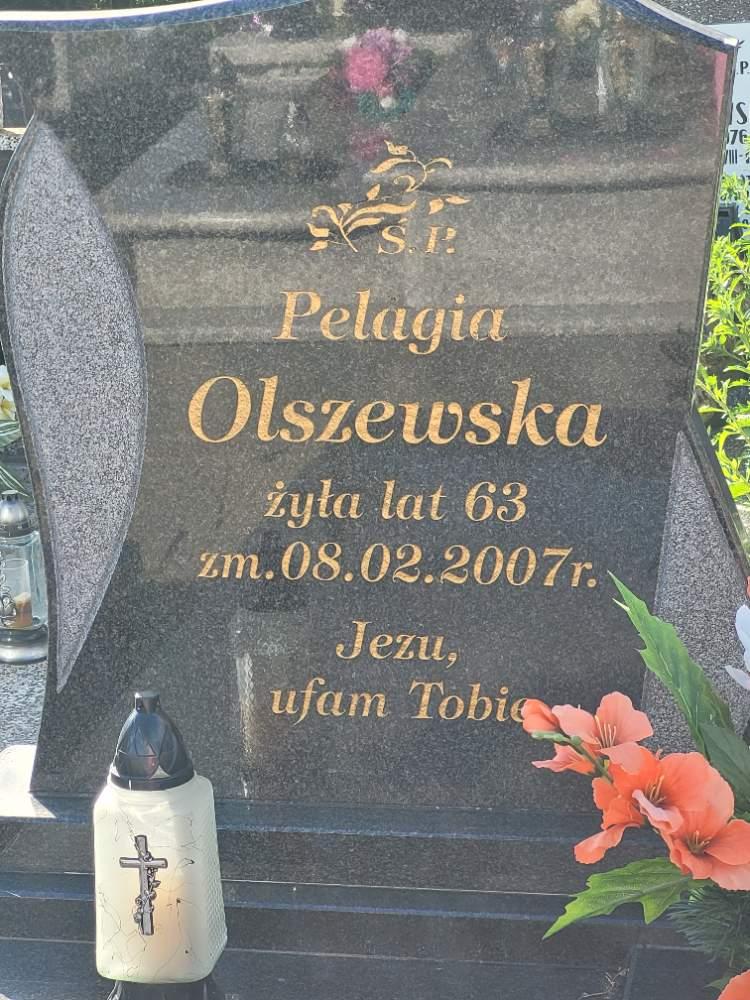 Ś. P.
Pelagia
Olszewska
żyła lat 63
zm.08.02.2007r.
Jezu,
ufam Tobie